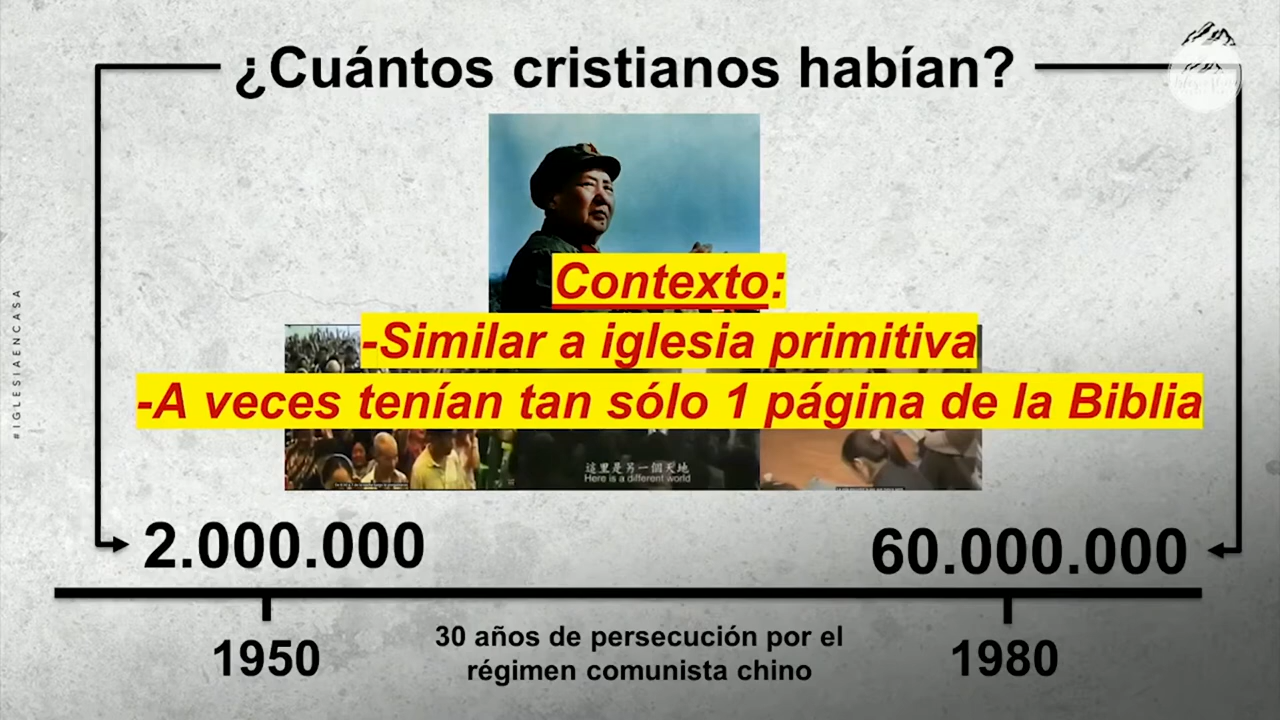 ¿Cuántos cristianos habían?
Contexto:
-Similar a iglesia primitiva
-A veces tenían tan sólo 1 página de la Biblia
這里是另一個天地
Here is a different world
2.000.000
60.000.000
1950
30 años de persecución por el
régimen comunista chino
1980
#IGLESIAENCASA